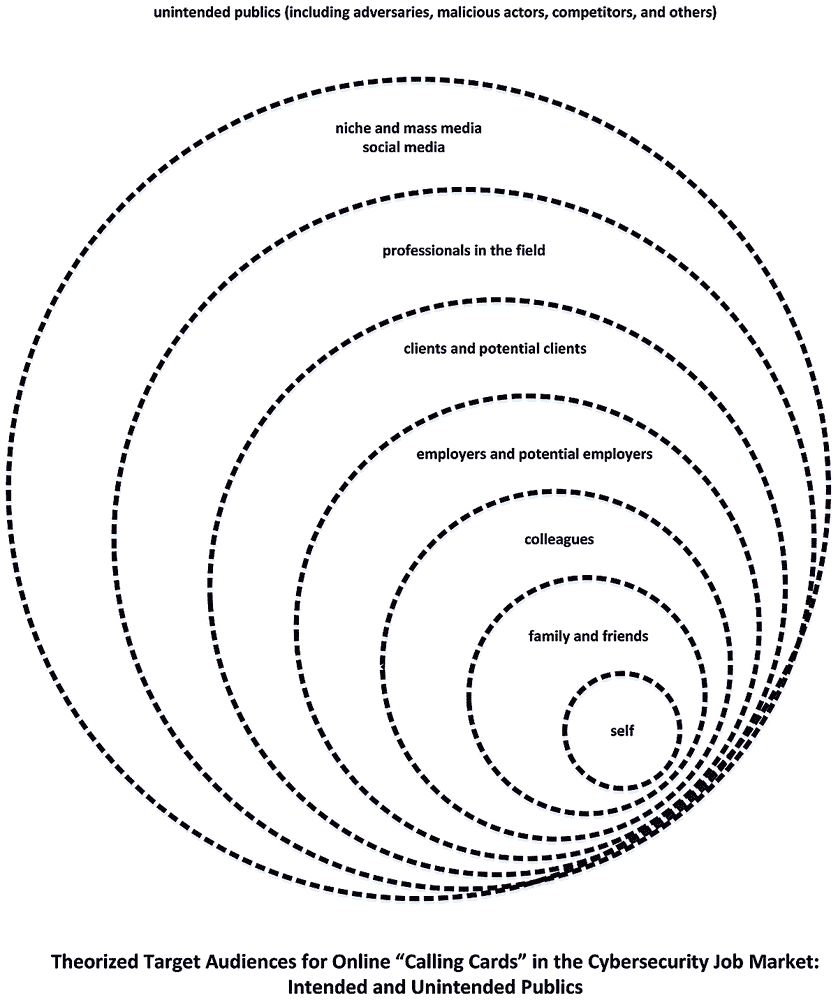 unintended publics (including adversaries, malicious actors, competitors, and others)
niche and mass media
social media
professionals in the field
clients and potential clients
employers and potential employers
colleagues
family and friends
self
Theorized Target Audiences for Online “Calling Cards” in the Cybersecurity Job Market:
Intended and Unintended Publics